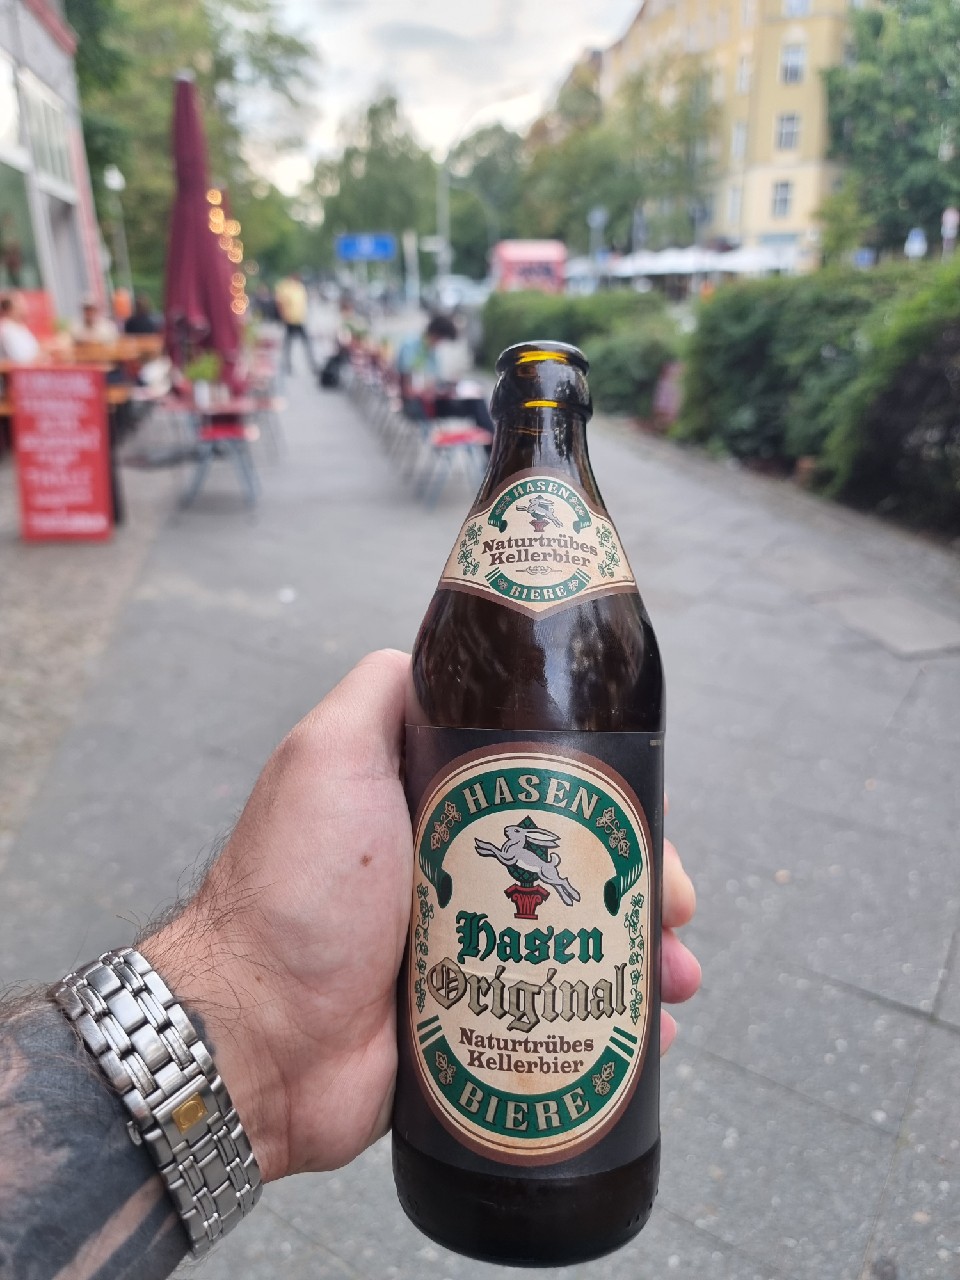 HASEN
Naturtrübes
Kellerbier
BIERE
HASEN
Hasen
Original
Naturtrübes
Kellerbier
BIERE